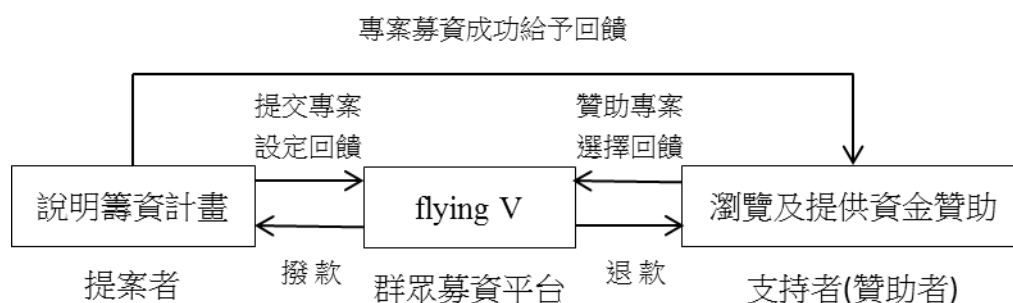 專案募資成功給予回饋
提交專案
設定回饋
贊助專案
選擇回饋
說明籌資計畫
flying V
瀏覽及提供資金贊助
提案者
撥 款
群眾募資平台
退 款
支持者(贊助者)